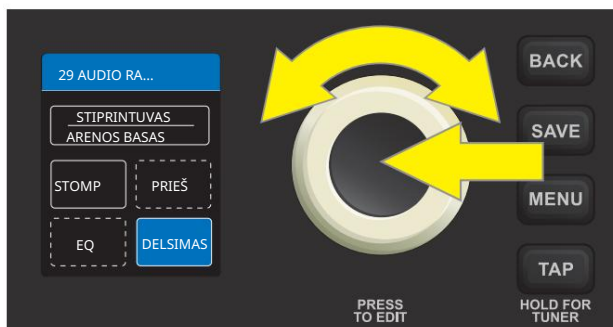 29 AUDIO RA...
STIPRINTUVAS
ARENOS BASAS
STOMP
PRIEŠ
EQ
DELSIMAS
BACK
SAVE
MENU
TAP
PRESS
TO EDIT
HOLD FOR
TUNER